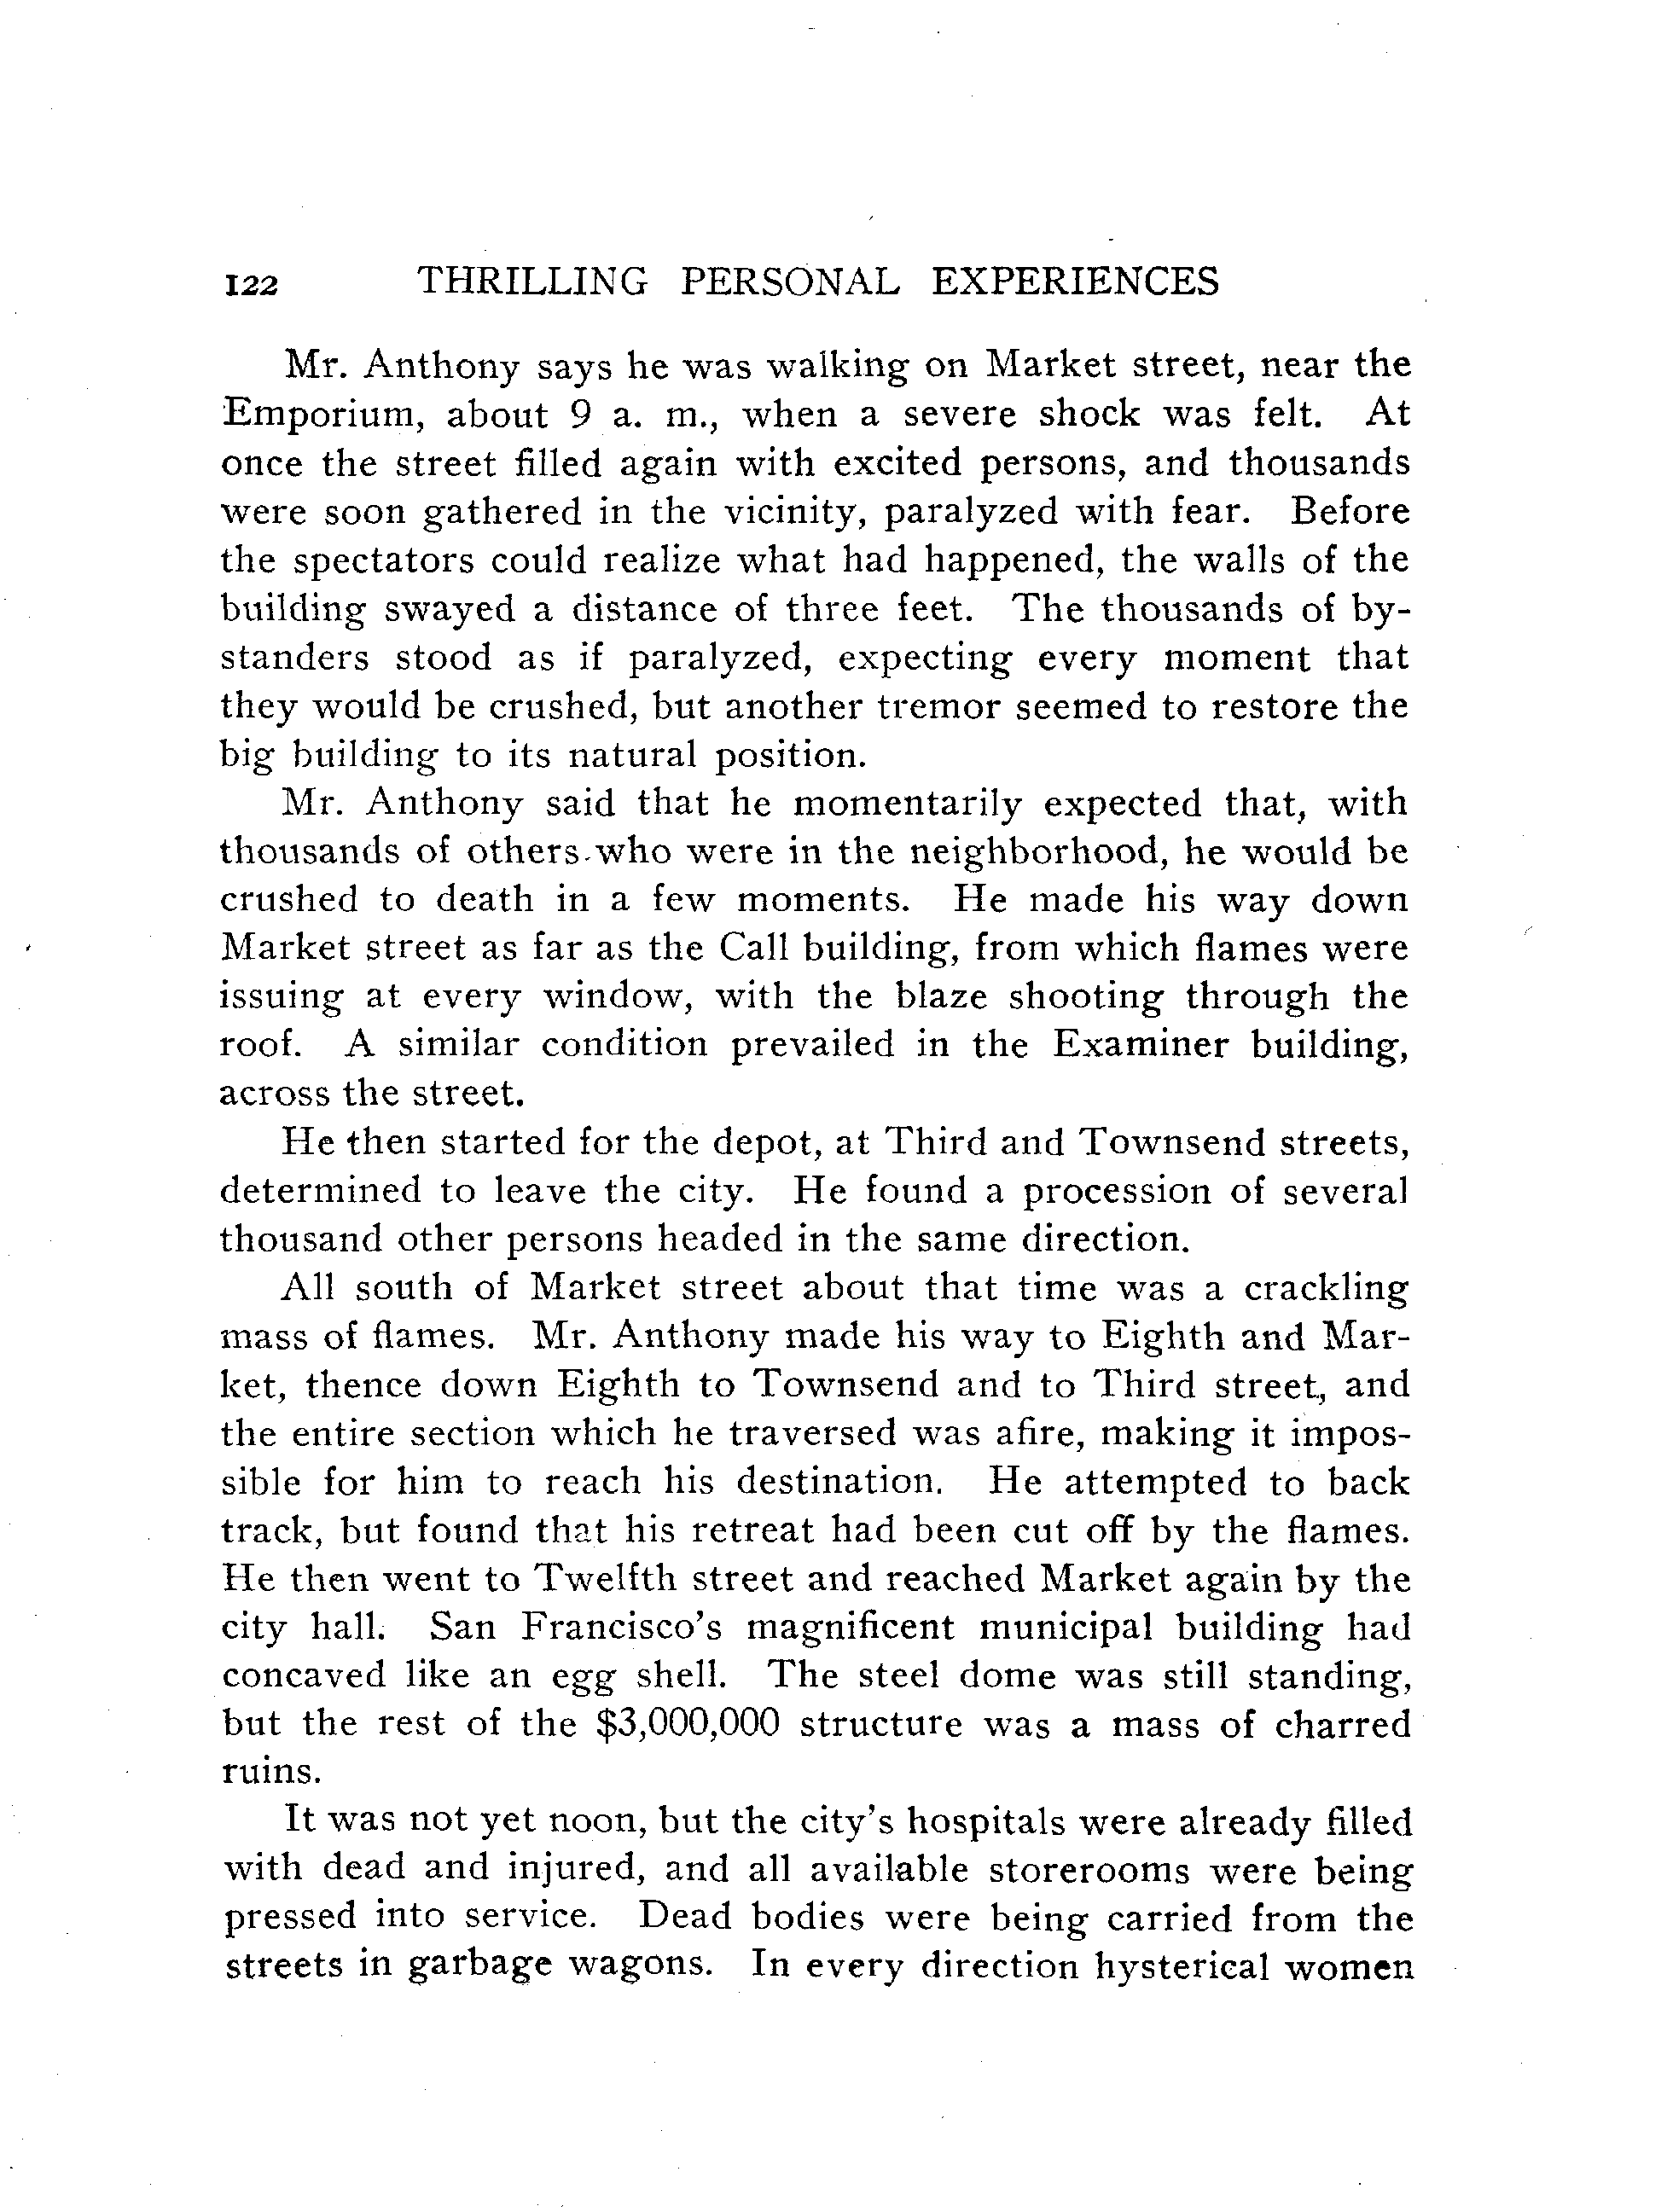 122 THRILLING PERSONAL EXPERIENCES
Mr. Anthony says he was walking on Market street, near the
Emporium, about 9 a. m., when a severe shock was felt. At
once the street filled again with excited persons, and thousands
were soon gathered in the vicinity, paralyzed with fear. Before
the spectators could realize what had happened, the walls of the
building swayed a distance of three feet. The thousands of by-
standers stood as if paralyzed, expecting every moment that
they would be crushed, but another tremor seemed to restore the
big building to its natural position.
Mr. Anthony said that he momentarily expected that, with
thousands of others who were in the neighborhood, he would be
crushed to death in a few moments. He made his way down
Market street as far as the Call building, from which flames were
issuing at every window, with the blaze shooting through the
roof. A similar condition prevailed in the Examiner building,
across the street.
He then started for the depot, at Third and Townsend streets,
determined to leave the city. He found a procession of several
thousand other persons headed in the same direction.
All south of Market street about that time was a crackling
mass of flames. Mr. Anthony made his way to Eighth and Mar-
ket, thence down Eighth to Townsend and to Third street, and
the entire section which he traversed was afire, making it impos-
sible for him to reach his destination. He attempted to back
track, but found that his retreat had been cut off by the flames.
He then went to Twelfth street and reached Market again by the
city hall. San Francisco's magnificent municipal building had
concaved like an egg shell. The steel dome was still standing,
but the rest of the $3,000,000 structure was a mass of charred
ruins.
It was not yet noon, but the city's hospitals were already filled
with dead and injured, and all available storerooms were being
pressed into service. Dead bodies were being carried from the
streets in garbage wagons. In every direction hysterical women